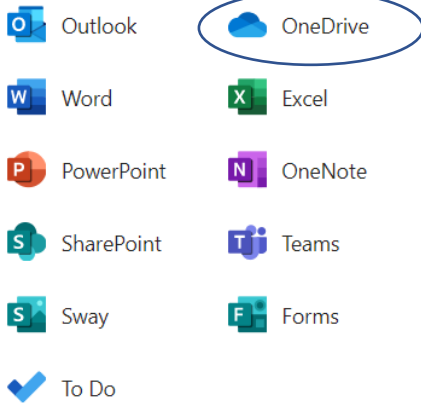 Outlook
OneDrive
Word
Excel
PowerPoint
OneNote
SharePoint
Teams
Sway
Forms
To Do